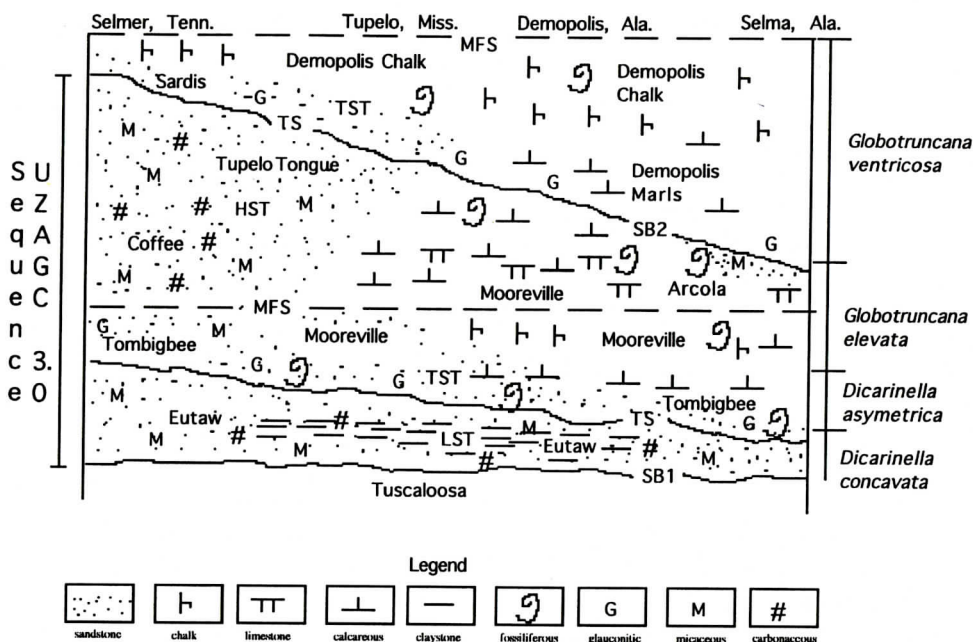 Selmer, Tenn. Tupelo, Miss. Demopolis, Ala. Selma, Ala.
MFS
Demopolis Chalk
Sardis
Demopolis
Chalk
G
TST
TS
M
#
G
Globotruncana
ventricosa
Tupelo Tongue
G
Demopolis
Marls
M
#
#
HST
M
SB2
G
Coffee
#
M
M
#
M
Mooreville
Arcola
MFS
G
M
Tombigbee
Mooreville
Mooreville
Globotruncana
elevata
G
G
TST
Tombigbee
Dicarinella
asymetrica
M
Eutaw
#
#
M
TS
G
M
M
LST
Eutaw
#
M
#
SB1
Dicarinella
concavata
Tuscaloosa
Sequence
UZAGC
3.0
Legend
G
M
#
sandstone chalk limestone calcareous claystone fossiliferous glauconitic micaceous carbonaceous